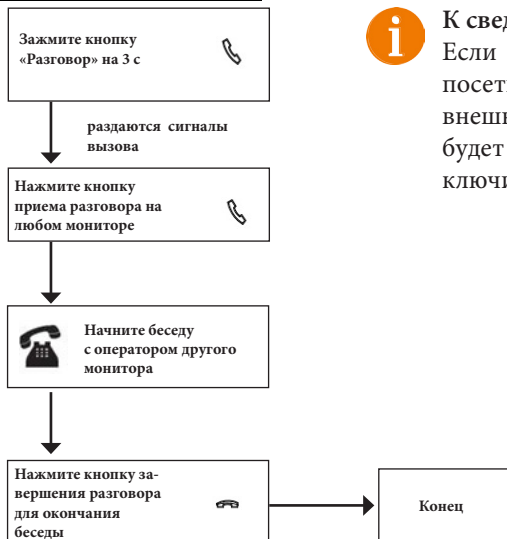 Зажмите кнопку
«Разговор» на 3 с
раздаются сигналы
вызова
Нажмите кнопку
приема разговора на
любом мониторе
Начните беседу
с оператором другого
монитора
Нажмите кнопку за-
вершения разговора
для окончания
беседы
Конец
i
К свед
Если
посет
внешн
будет
ключи